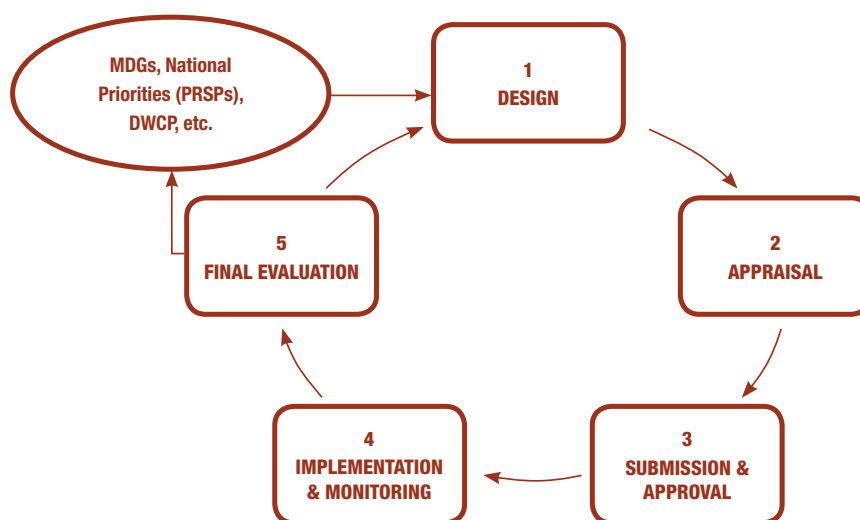 MDGs, National
Priorities (PRSPs),
DWCP, etc.
1
DESIGN
2
APPRAISAL
3
SUBMISSION &
APPROVAL
4
IMPLEMENTATION
& MONITORING
5
FINAL EVALUATION